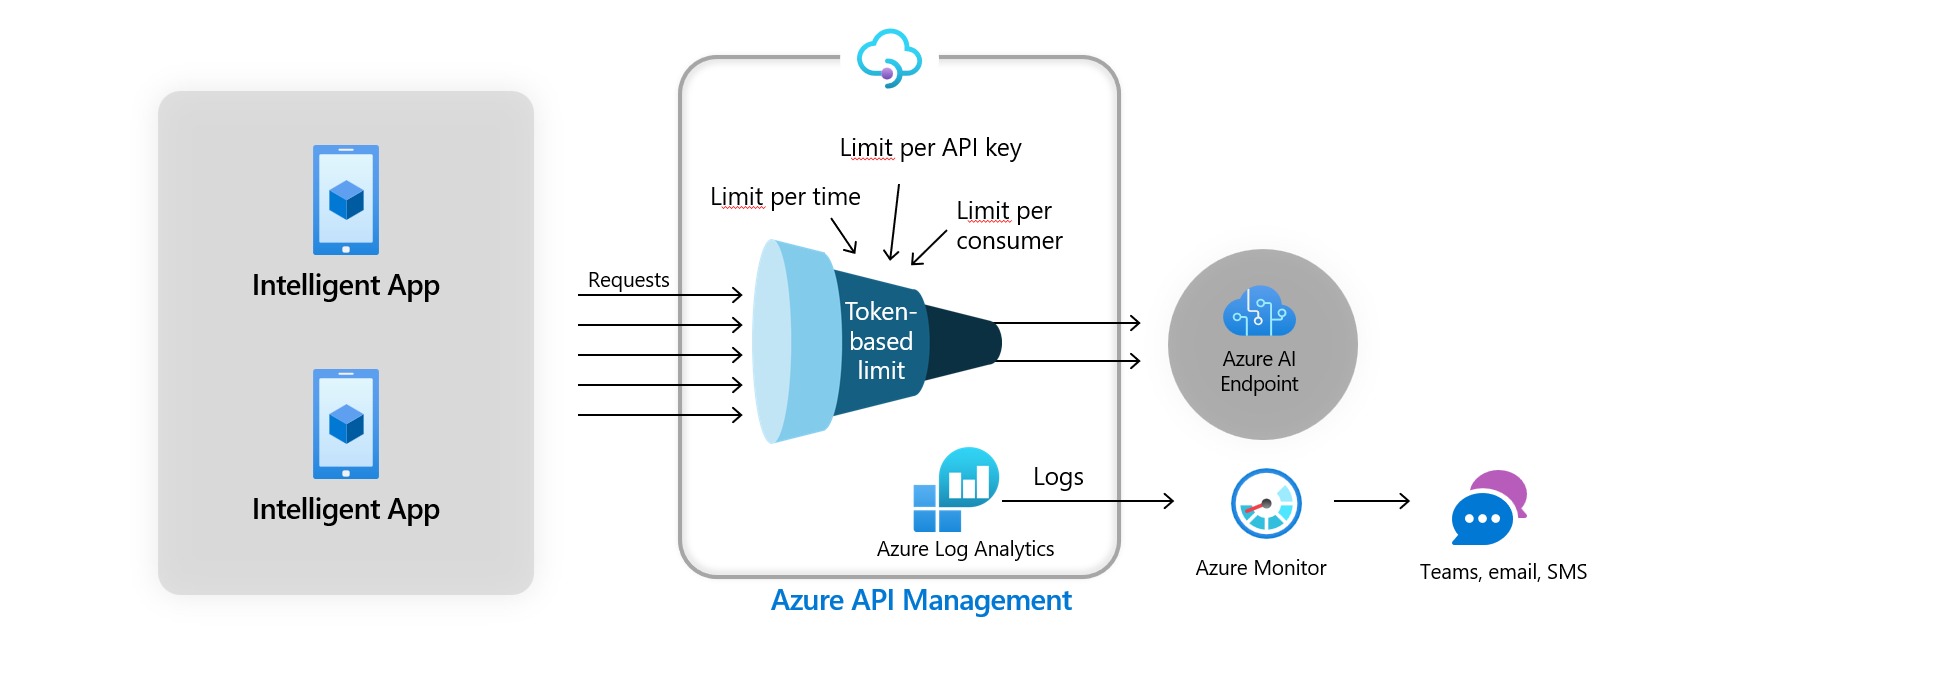 Intelligent App
Intelligent App
Requests
Limit per API key
Limit per time
Limit per
consumer
Token-
based
limit
Azure AI
Endpoint
Logs
Azure Log Analytics
Azure Monitor
Teams, email, SMS
Azure API Management